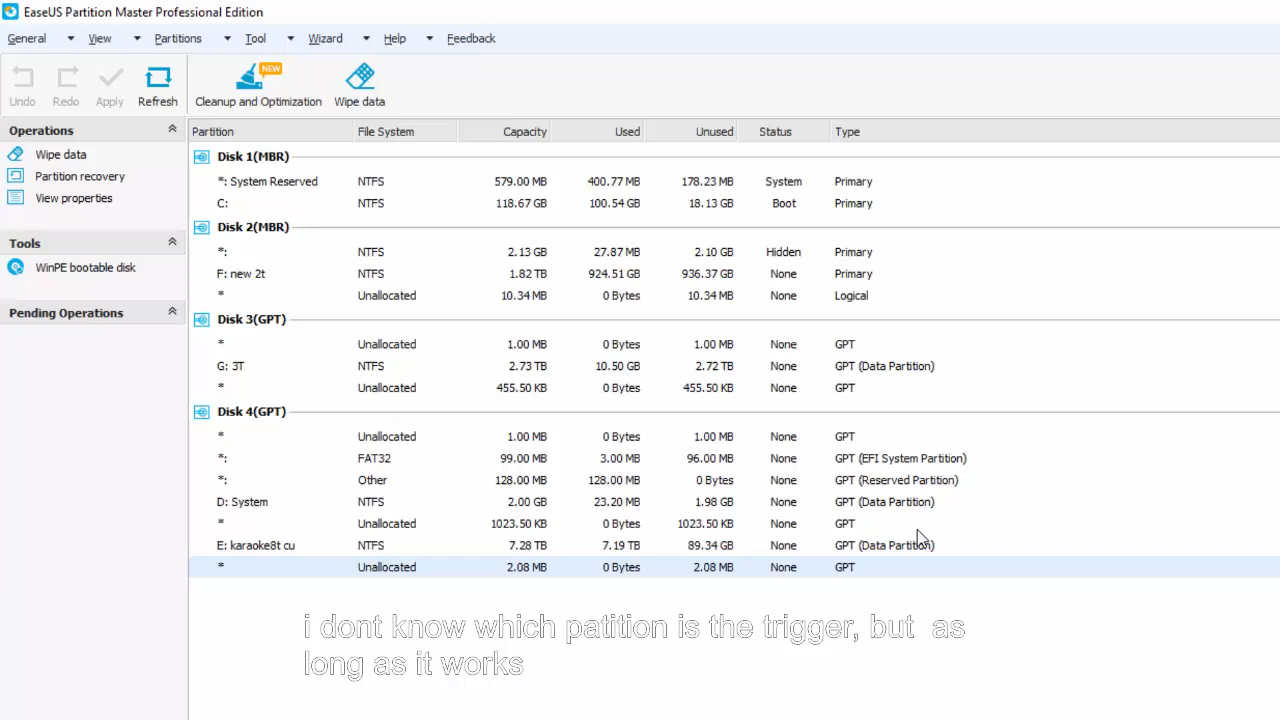 EaseUS Partition Master Professional Edition
General View Partitions Tool Wizard Help Feedback
NEW
Undo Redo Apply Refresh Cleanup and Optimization Wipe data
Operations
Wipe data
Partition recovery
View properties
Tools
WinPE bootable disk
Pending Operations
Partition File System Capacity Used Unused Status Type
Disk 1(MBR)
*: System Reserved NTFS 579.00 MB 400.77 MB 178.23 MB System Primary
C: NTFS 118.67 GB 100.54 GB 18.13 GB Boot Primary
Disk 2(MBR)
*: NTFS 2.13 GB 27.87 MB 2.10 GB Hidden Primary
F: new 2t NTFS 1.82 TB 924.51 GB 936.37 GB None Primary
* Unallocated 10.34 MB 0 Bytes 10.34 MB None Logical
Disk 3(GPT)
* Unallocated 1.00 MB 0 Bytes 1.00 MB None GPT
G: 3T NTFS 2.73 TB 10.50 GB 2.72 TB None GPT (Data Partition)
* Unallocated 455.50 KB 0 Bytes 455.50 KB None GPT
Disk 4(GPT)
* Unallocated 1.00 MB 0 Bytes 1.00 MB None GPT
*: FAT32 99.00 MB 3.00 MB 96.00 MB None GPT (EFI System Partition)
*: Other 128.00 MB 128.00 MB 0 Bytes None GPT (Reserved Partition)
D: System NTFS 2.00 GB 23.20 MB 1.98 GB None GPT (Data Partition)
* Unallocated 1023.50 KB 0 Bytes 1023.50 KB None GPT
E: karaoke8t cu NTFS 7.28 TB 7.19 TB 89.34 GB None GPT (Data Partition)
* Unallocated 2.08 MB 0 Bytes 2.08 MB None GPT
i dont know which patition is the trigger, but as
long as it works